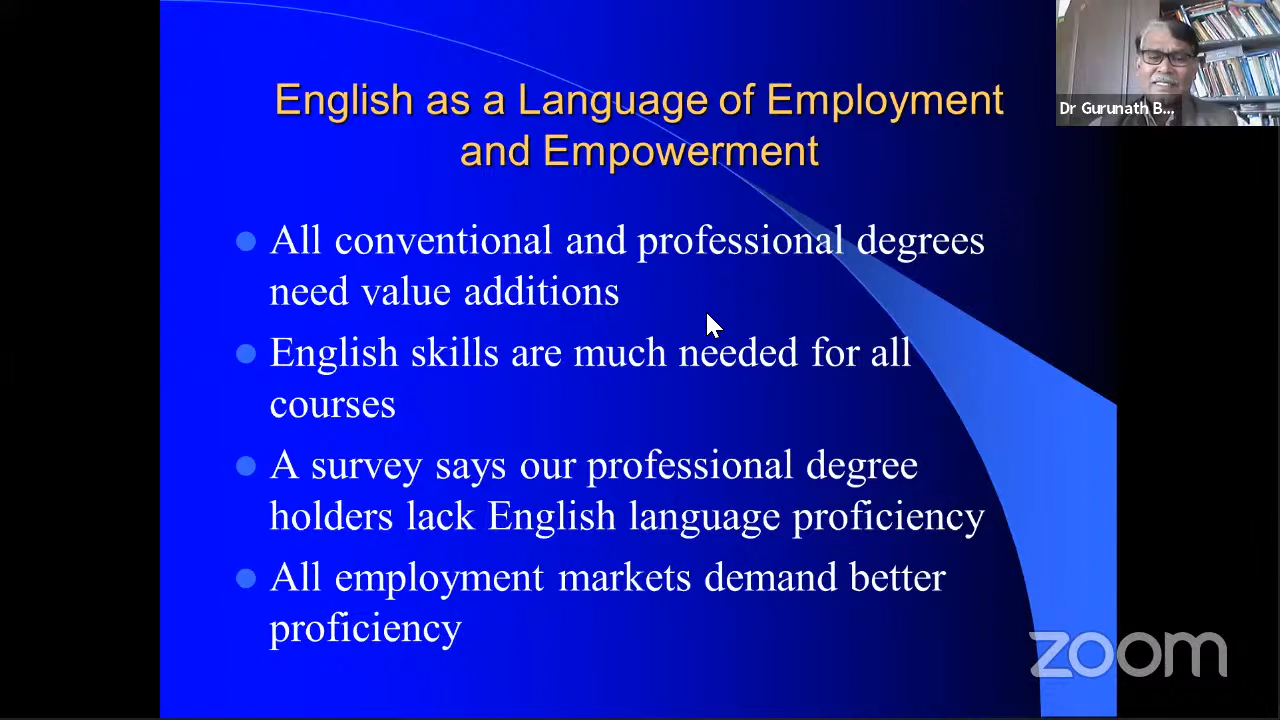 English as a Language of Employment
and Empowerment
Dr Gurunath B...
All conventional and professional degrees
need value additions
English skills are much needed for all
courses
A survey says our professional degree
holders lack English language proficiency
All employment markets demand better
proficiency
zoom